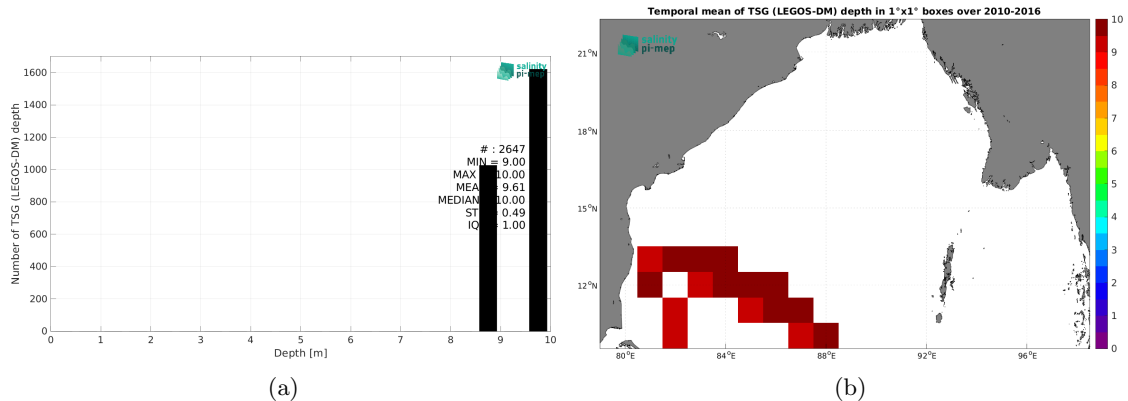 salinity
pi-mep
1600
1400
1200
1000
800
600
400
200
0
Number of TSG (LEGOS-DM) depth
# : 2647
MIN = 9.00
MAX 10.00
MEA = 9.61
MEDIAN 10.00
ST = 0.49
IQ = 1.00
0 1 2 3 4 5 6 7 8 9 10
Depth [m]
(a)
Temporal mean of TSG (LEGOS-DM) depth in 1°x1° boxes over 2010-2016
salinity
pi-mep
21°N
18°N
15°N
12°N
80°E 84°E 88°E 92°E 96°E
10
9
8
7
6
5
4
3
2
1
0
(b)